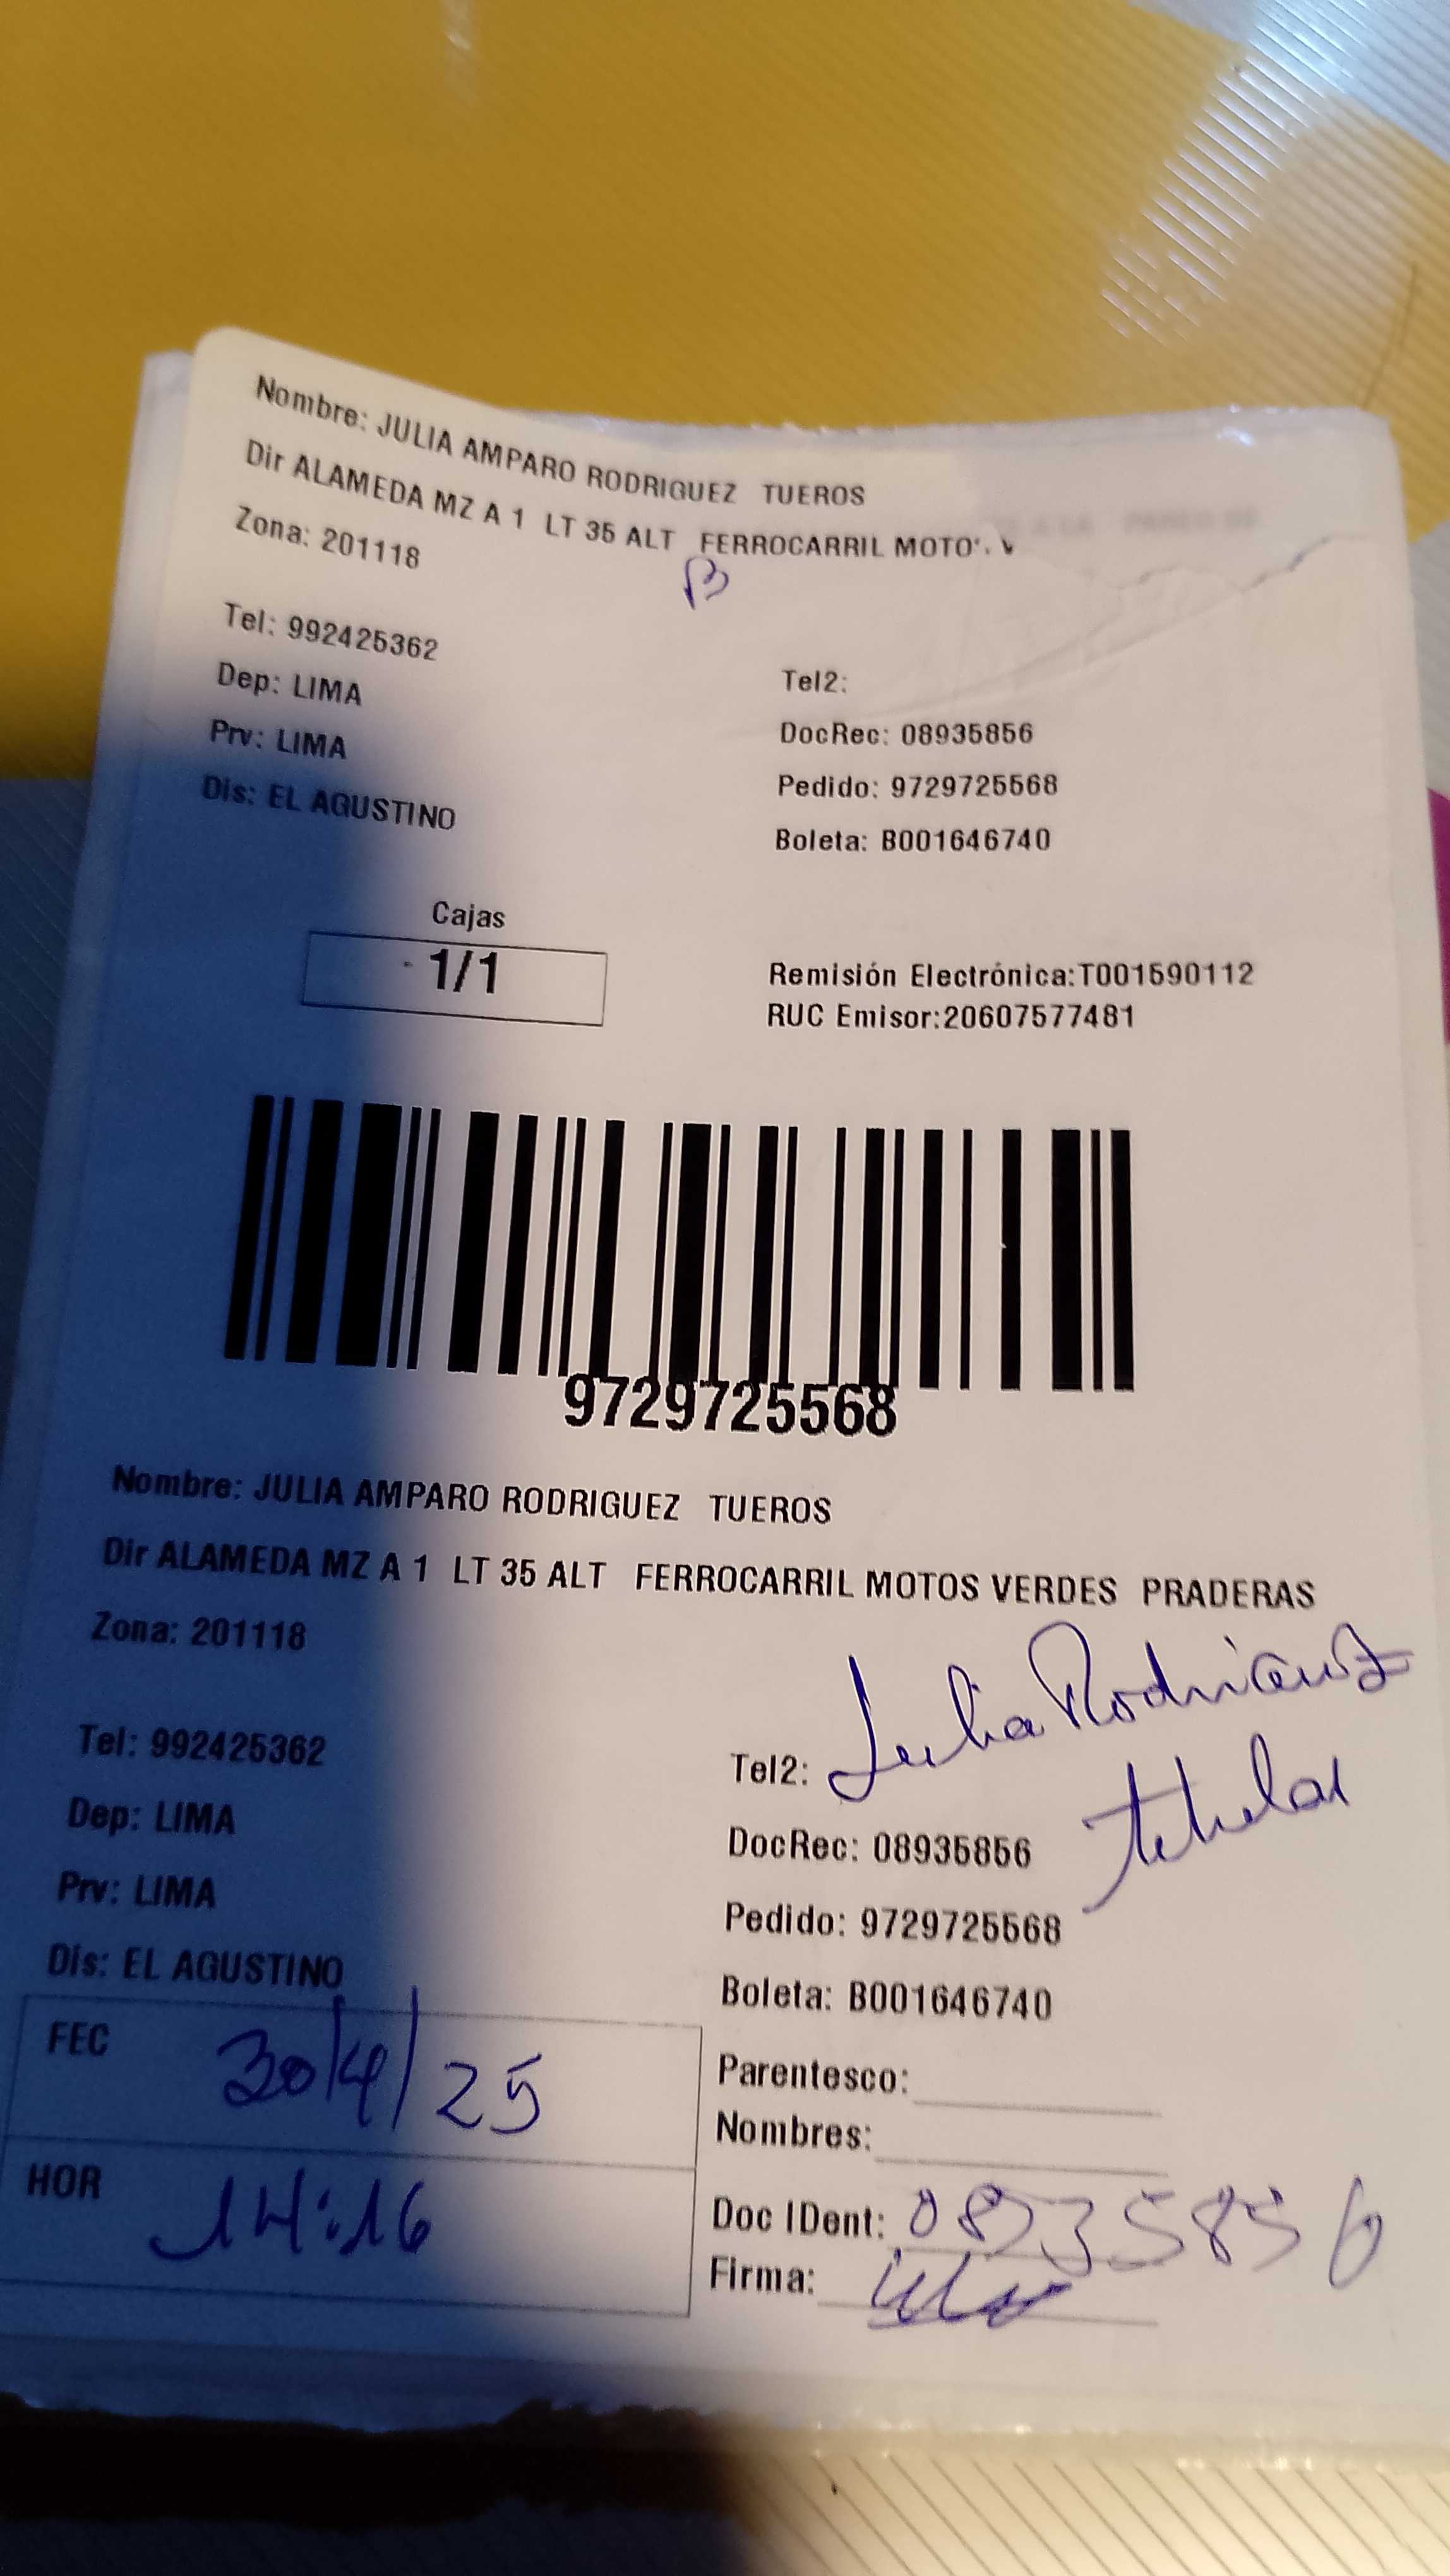 Nombre: JULIA AMPARO RODRIGUEZ TUEROS
Dir ALAMEDA MZ A 1 LT 35 ALT FERROCARRIL MOTO
Zona: 201118
Tel: 992425362
Tel2:
Dep: LIMA
DocRec: 08935856
Prv: LIMA
Pedido: 9729725568
Dis: EL AGUSTINO
Boleta: B001646740
Cajas
1/1
Remisión Electrónica:T001590112
RUC Emisor:20607577481
9729725568
Nombre: JULIA AMPARO RODRIGUEZ TUEROS
Dir ALAMEDA MZ A 1 LT 35 ALT FERROCARRIL MOTOS VERDES PRADERAS
Zona: 201118
Julia Rodriguez
titular
Tel: 992425362
Tel2:
Dep: LIMA
DocRec: 08935856
Prv: LIMA
Pedido: 9729725568
Dis: EL AGUSTINO
Boleta: B001646740
FEC 30/4/25
Parentesco:
Nombres:
HOR 14:16
Doc IDent: 08935856
Firma: